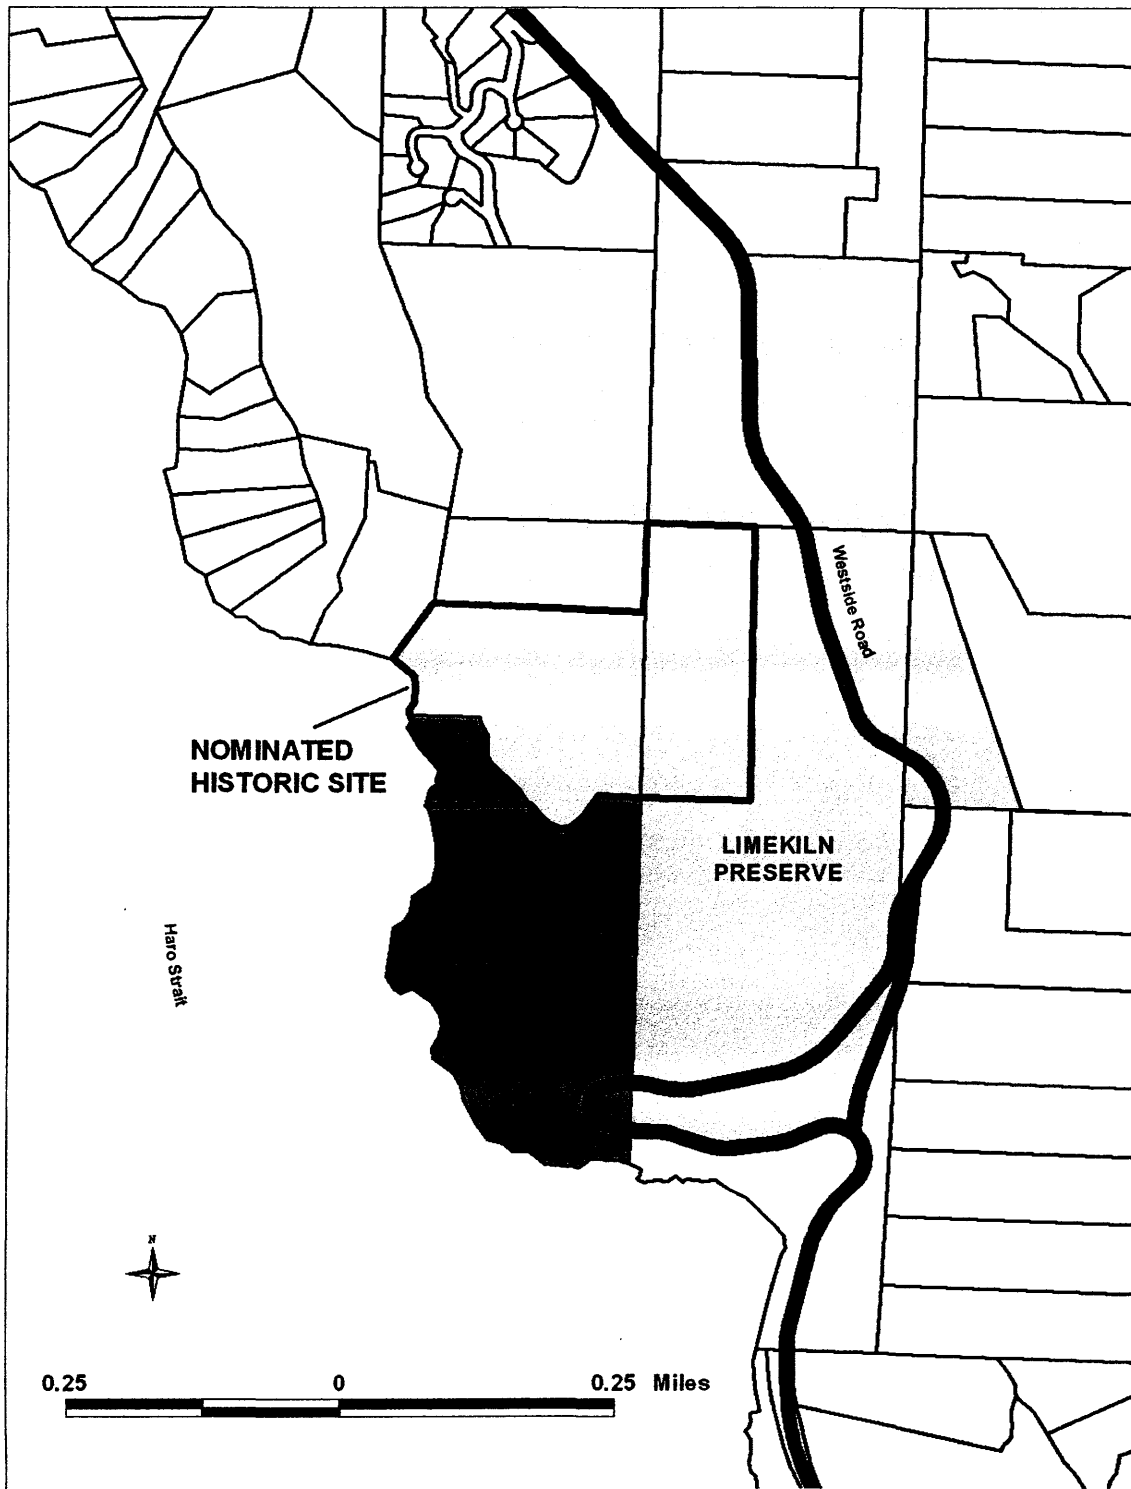 Westside Road
NOMINATED
HISTORIC SITE
LIMEKILN
PRESERVE
Haro Strait
N
0.25 0 0.25 Miles